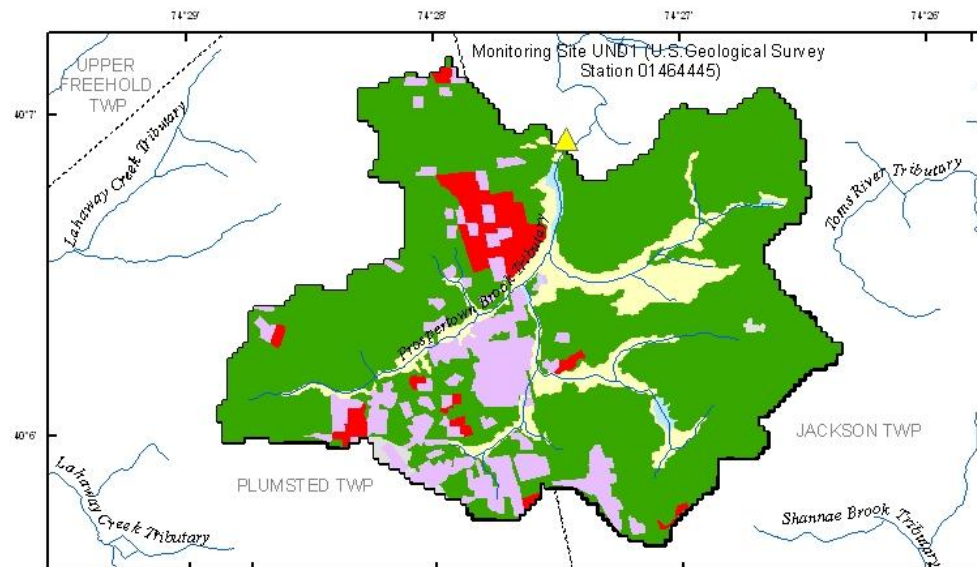 74°29'
74°28'
74°27'
74°26'
Monitoring Site UND1 (U.S. Geological Survey
Station 01464445)
UPPER
FREEHOLD
TWP
40°7'
Lahaway Creek Tributary
Toms River Tributary
Prospertown Brook Tributary
40°6'
JACKSON TWP
PLUMSTED TWP
Lahaway Creek Tributary
Shannae Brook Tributary